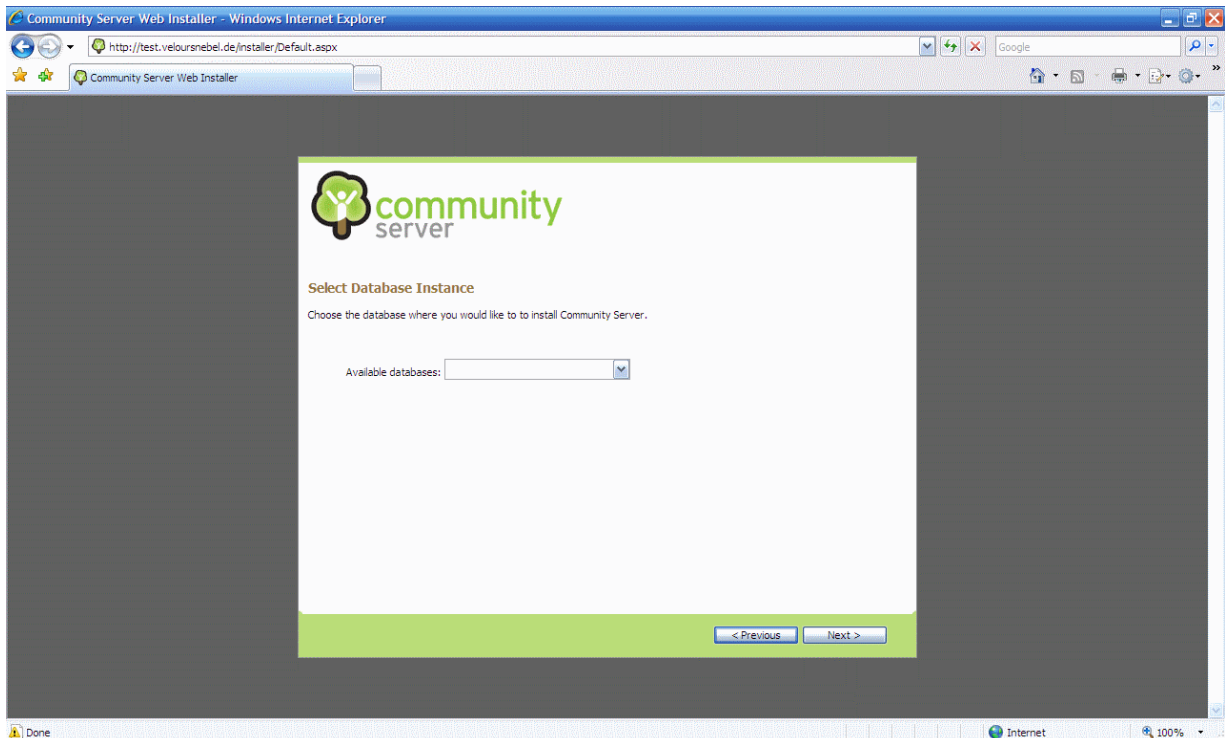 Community Server Web Installer - Windows Internet Explorer
http://test.veloursnebel.de/installer/Default.aspx
Google
Community Server Web Installer
community
server
Select Database Instance
Choose the database where you would like to to install Community Server.
Available databases:
< Previous
Next >
Done
Internet
100%